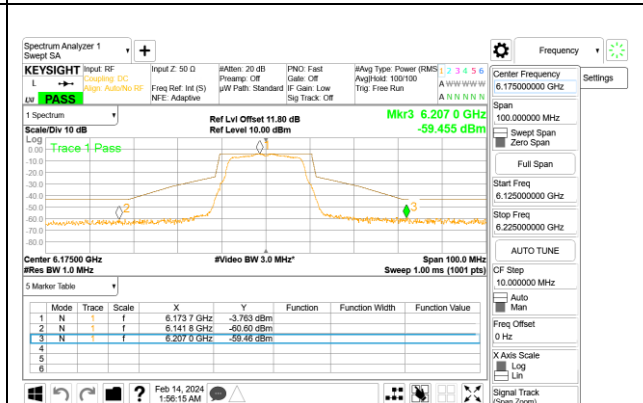 Spectrum Analyzer 1
Swept SA
+
Frequency
KEYSIGHT Input: RF
Coupling: DC
Align: Auto/No RF
L
PASS
Input Z: 50 Ω
Freq Ref: Int (S)
NFE: Adaptive
#Atten: 20 dB
Preamp: Off
µW Path: Standard
PNO: Fast
Gate: Off
IF Gain: Low
Sig Track: Off
#Avg Type: Power (RMS
Avg|Hold: 100/100
Trig: Free Run
1 2 3 4 5 6
A W W W W W
A N N N N N
1 Spectrum
Scale/Div 10 dB
Ref Lvl Offset 11.80 dB
Ref Level 10.00 dBm
Mkr3 6.207 0 GHz
-59.455 dBm
Log
Trace 1 Pass
0.00
-10.0
-20.0
-30.0
-40.0
-50.0
-60.0
-70.0
-80.0
1
2
3
Center 6.17500 GHz
#Res BW 1.0 MHz
#Video BW 3.0 MHz*
Span 100.0 MHz
Sweep 1.00 ms (1001 pts)
5 Marker Table
Mode Trace Scale X Y Function Function Width Function Value
1 N 1 f 6.173 7 GHz -3.763 dBm
2 N 1 f 6.141 8 GHz -60.60 dBm
3 N 1 f 6.207 0 GHz -59.46 dBm
4
5
6
Feb 14, 2024
1:56:15 AM
Center Frequency
6.175000000 GHz
Settings
Span
100.000000 MHz
Swept Span
Zero Span
Full Span
Start Freq
6.125000000 GHz
Stop Freq
6.225000000 GHz
AUTO TUNE
CF Step
10.000000 MHz
Auto
Man
Freq Offset
0 Hz
X Axis Scale
Log
Lin
Signal Track
(Span Zoom)